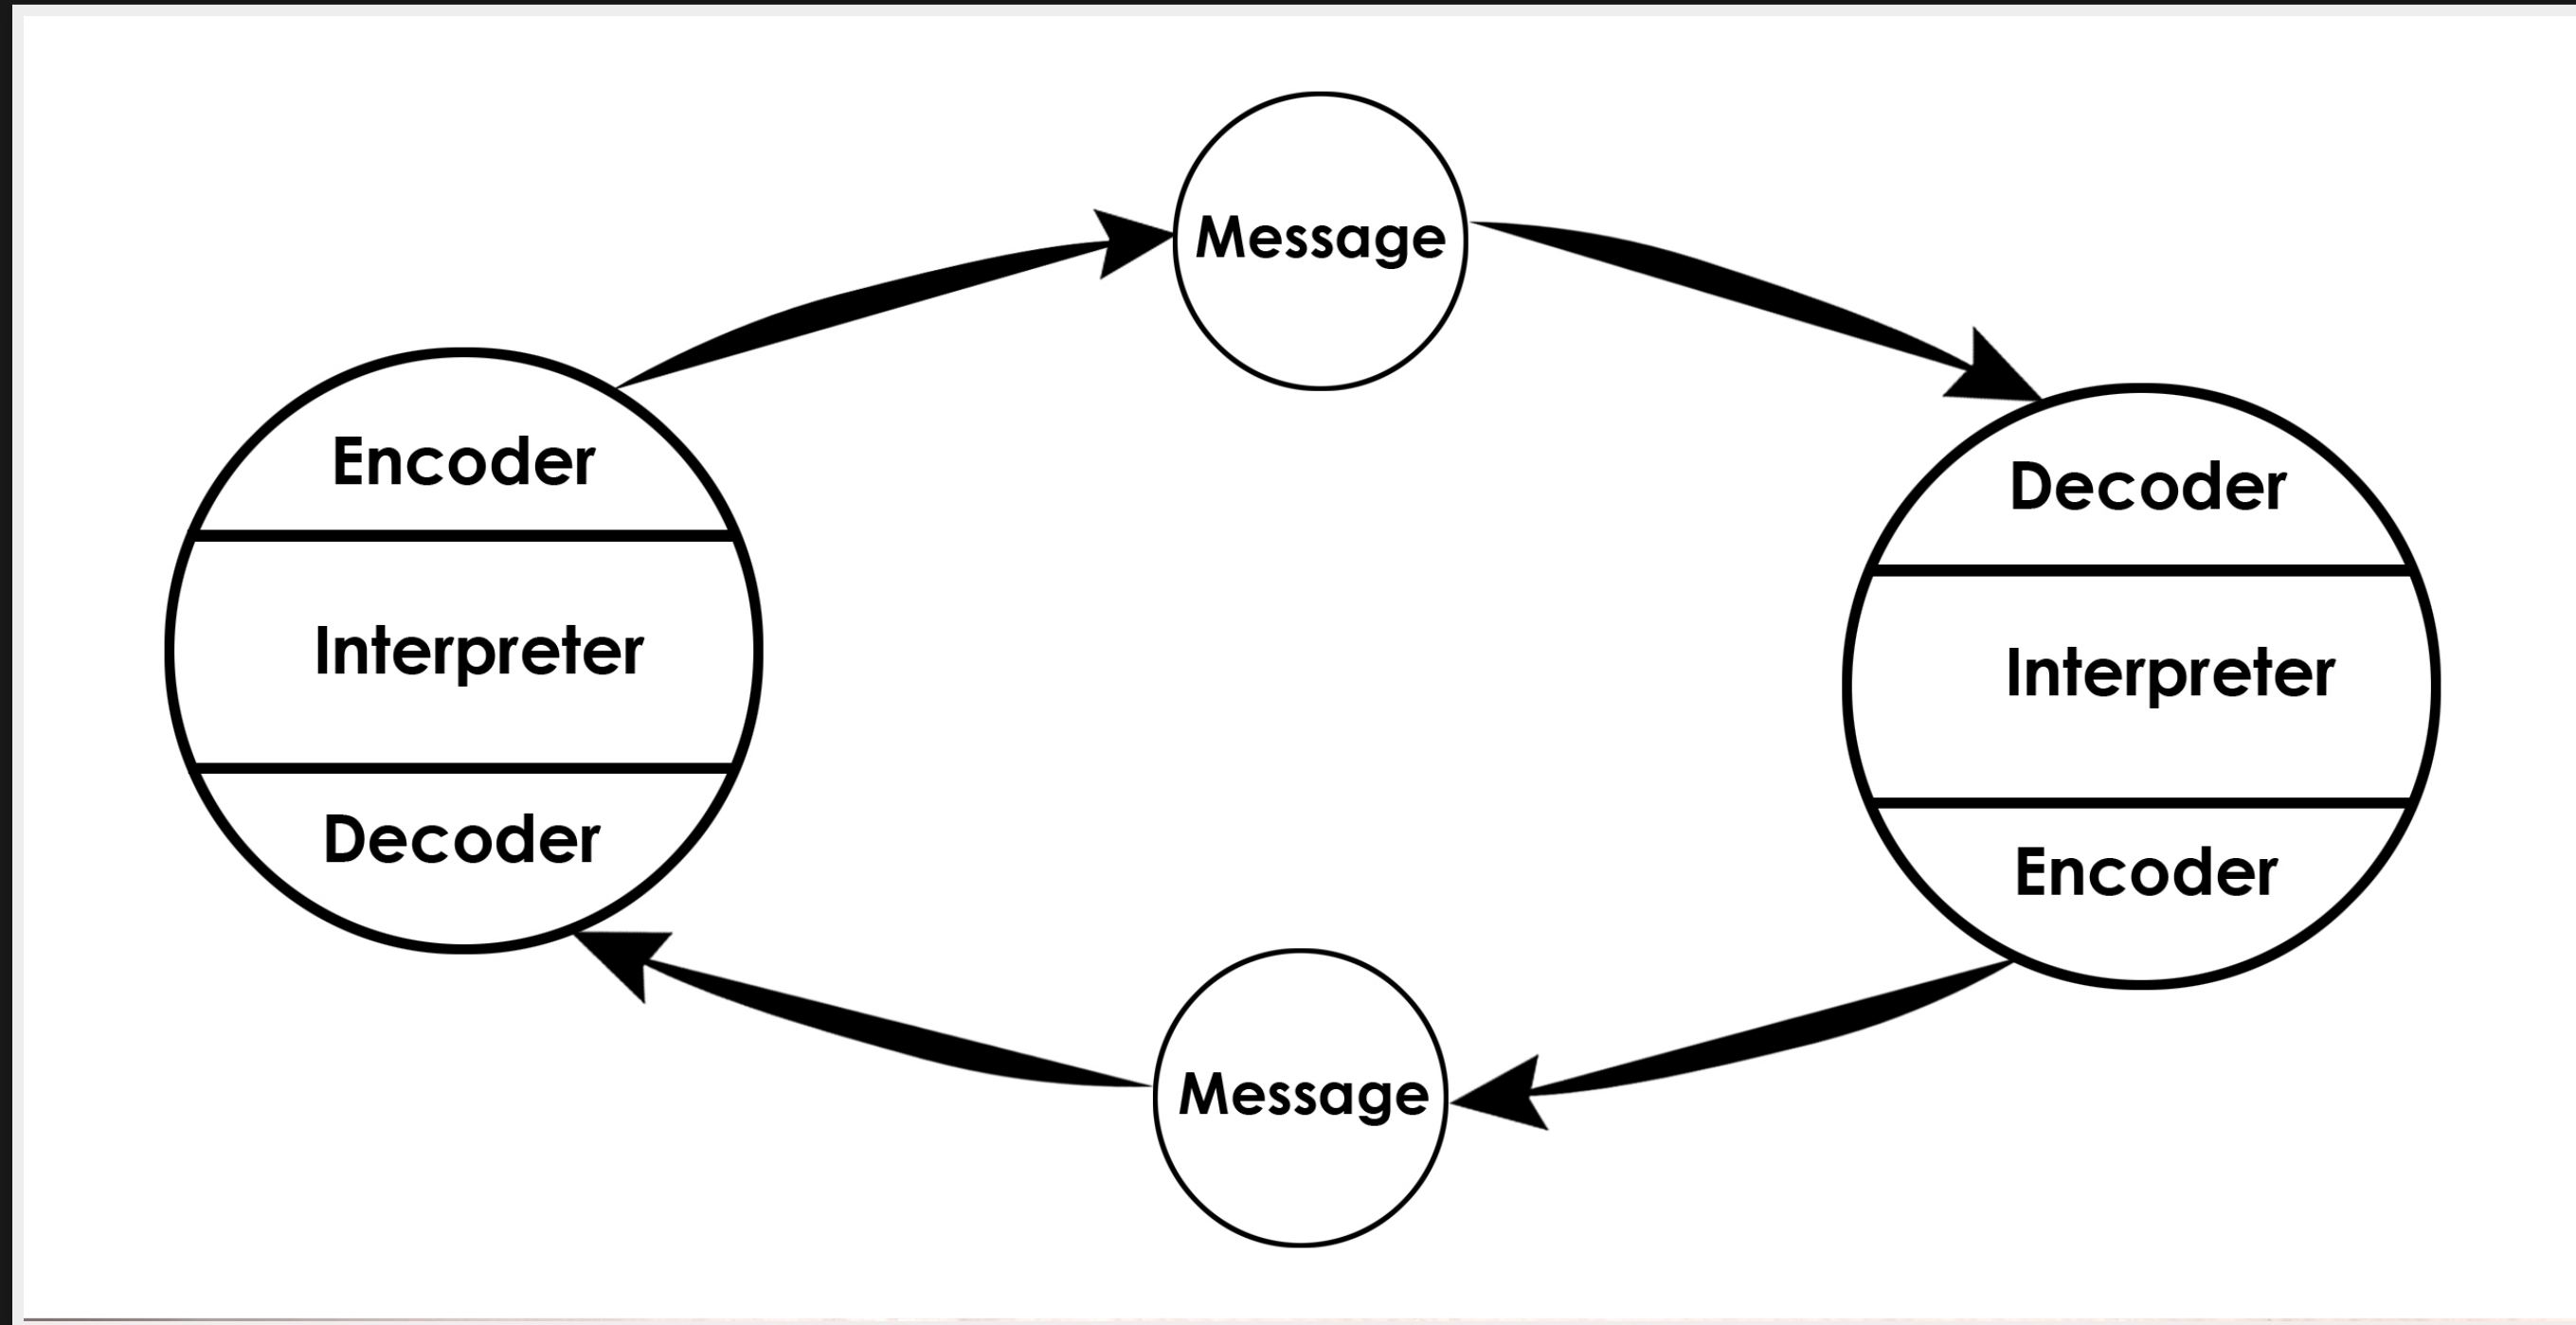 Message
Encoder
Interpreter
Decoder
Decoder
Interpreter
Encoder
Message